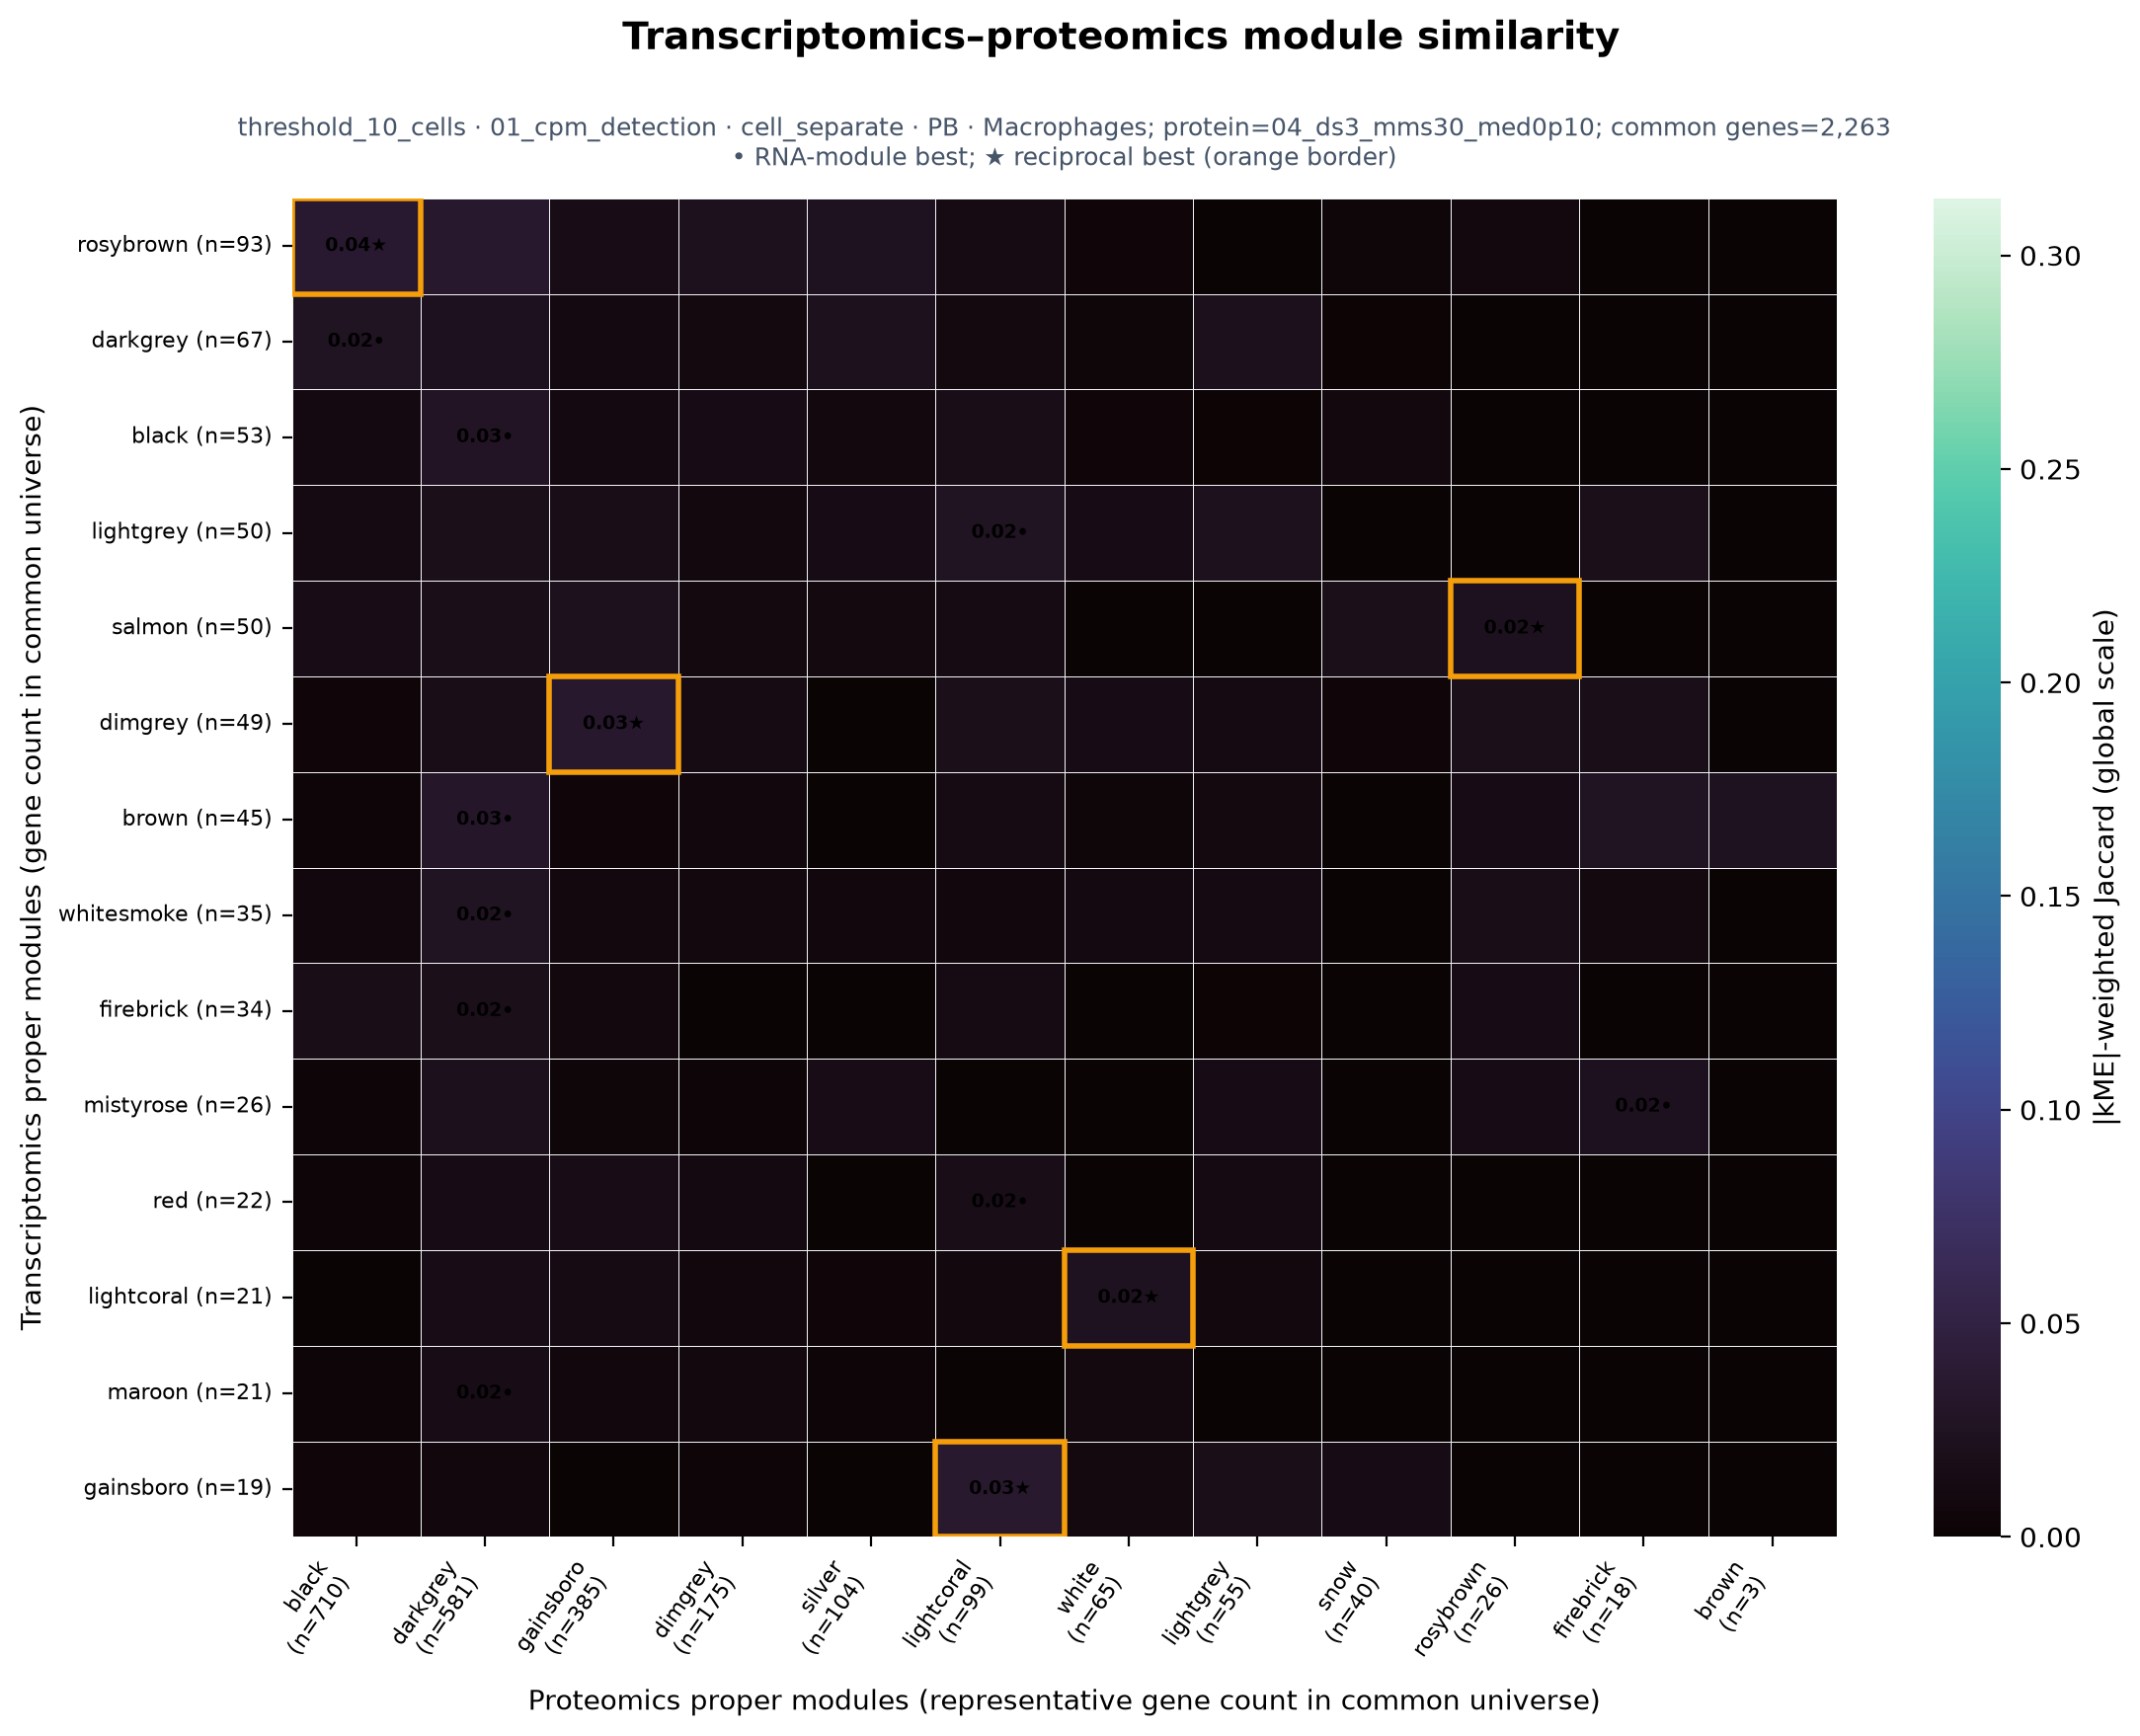 Transcriptomics–proteomics module similarity
threshold_10_cells · 01_cpm_detection · cell_separate · PB · Macrophages; protein=04_ds3_mms30_med0p10; common genes=2,263
• RNA-module best; ★ reciprocal best (orange border)
Transcriptomics proper modules (gene count in common universe)
rosybrown (n=93)
0.04★
darkgrey (n=67)
0.02•
black (n=53)
0.03•
lightgrey (n=50)
0.02•
salmon (n=50)
0.02★
dimgrey (n=49)
0.03★
brown (n=45)
0.03•
whitesmoke (n=35)
0.02•
firebrick (n=34)
0.02•
mistyrose (n=26)
0.02•
red (n=22)
0.02•
lightcoral (n=21)
0.02★
maroon (n=21)
0.02•
gainsboro (n=19)
0.03★
black
(n=710)
darkgrey
(n=581)
gainsboro
(n=385)
dimgrey
(n=175)
silver
(n=104)
lightcoral
(n=99)
white
(n=65)
lightgrey
(n=55)
snow
(n=40)
rosybrown
(n=26)
firebrick
(n=18)
brown
(n=3)
Proteomics proper modules (representative gene count in common universe)
0.30
0.25
0.20
0.15
0.10
0.05
0.00
|kME|-weighted Jaccard (global scale)